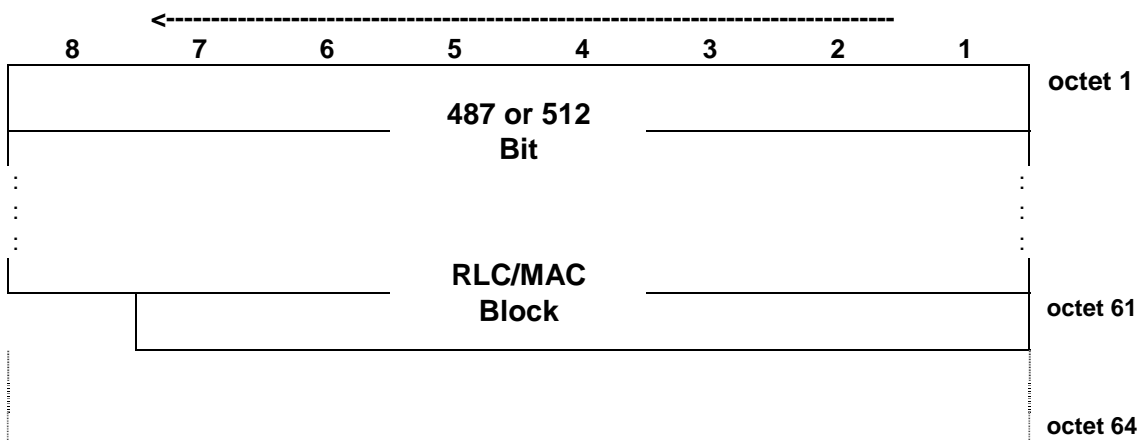 <---------------------------------------------------------------------------------
8 7 6 5 4 3 2 1
octet 1
487 or 512
Bit
: :
: :
: :
RLC/MAC
Block
octet 61
octet 64